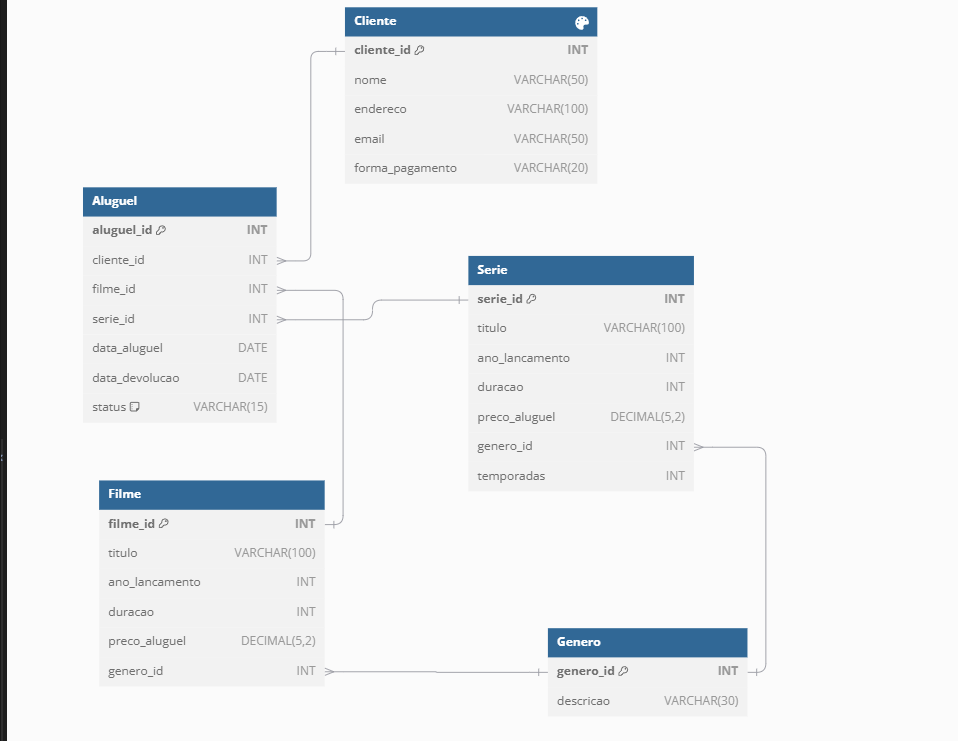 Cliente
cliente_id INT
nome VARCHAR(50)
endereco VARCHAR(100)
email VARCHAR(50)
forma_pagamento VARCHAR(20)
Aluguel
aluguel_id INT
cliente_id INT
filme_id INT
serie_id INT
data_aluguel DATE
data_devolucao DATE
status VARCHAR(15)
Serie
serie_id INT
titulo VARCHAR(100)
ano_lancamento INT
duracao INT
preco_aluguel DECIMAL(5,2)
genero_id INT
temporadas INT
Filme
filme_id INT
titulo VARCHAR(100)
ano_lancamento INT
duracao INT
preco_aluguel DECIMAL(5,2)
genero_id INT
Genero
genero_id INT
descricao VARCHAR(30)